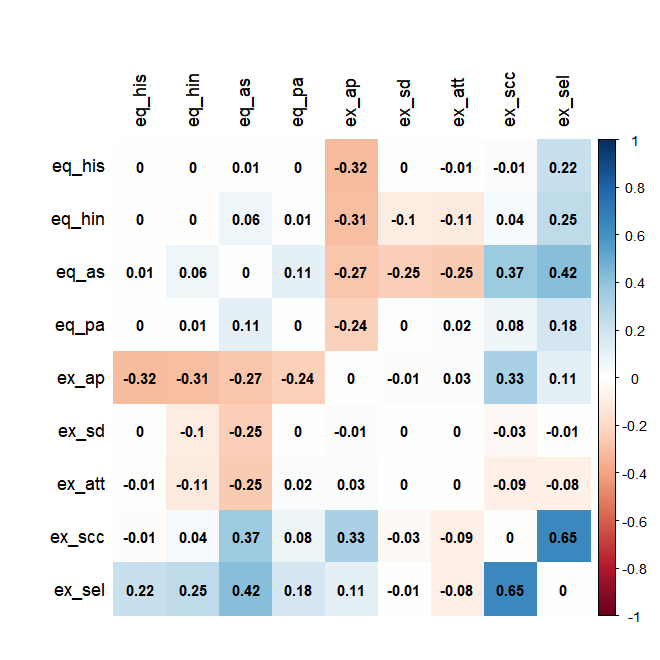 eq_his eq_hin eq_as eq_pa ex_ap ex_sd ex_att ex_scc ex_sel
eq_his 0 0 0.01 0 -0.32 0 -0.01 -0.01 0.22
eq_hin 0 0 0.06 0.01 -0.31 -0.1 -0.11 0.04 0.25
eq_as 0.01 0.06 0 0.11 -0.27 -0.25 -0.25 0.37 0.42
eq_pa 0 0.01 0.11 0 -0.24 0 0.02 0.08 0.18
ex_ap -0.32 -0.31 -0.27 -0.24 0 -0.01 0.03 0.33 0.11
ex_sd 0 -0.1 -0.25 0 -0.01 0 0 -0.03 -0.01
ex_att -0.01 -0.11 -0.25 0.02 0.03 0 0 -0.09 -0.08
ex_scc -0.01 0.04 0.37 0.08 0.33 -0.03 -0.09 0 0.65
ex_sel 0.22 0.25 0.42 0.18 0.11 -0.01 -0.08 0.65 0
1
0.8
0.6
0.4
0.2
0
-0.2
-0.4
-0.6
-0.8
-1